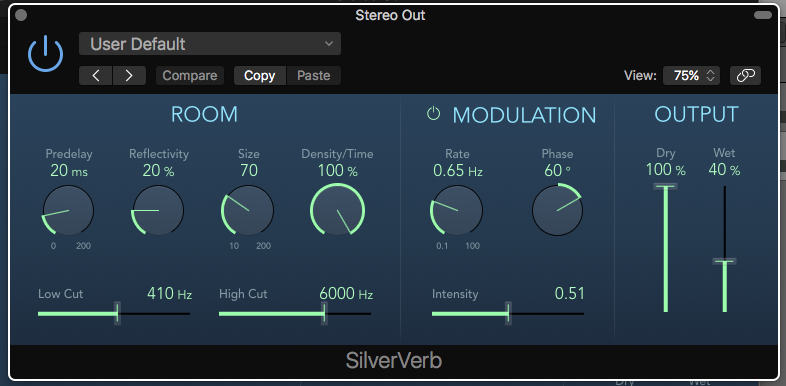 Stereo Out
User Default
Compare Copy Paste View: 75%
ROOM MODULATION OUTPUT
Predelay Reflectivity Size Density/Time Rate Phase Dry Wet
20 ms 20 % 70 100 % 0.65 Hz 60 ° 100 % 40 %
0 200 10 200 0.1 100
Low Cut 410 Hz High Cut 6000 Hz Intensity 0.51
SilverVerb
Dry Wet